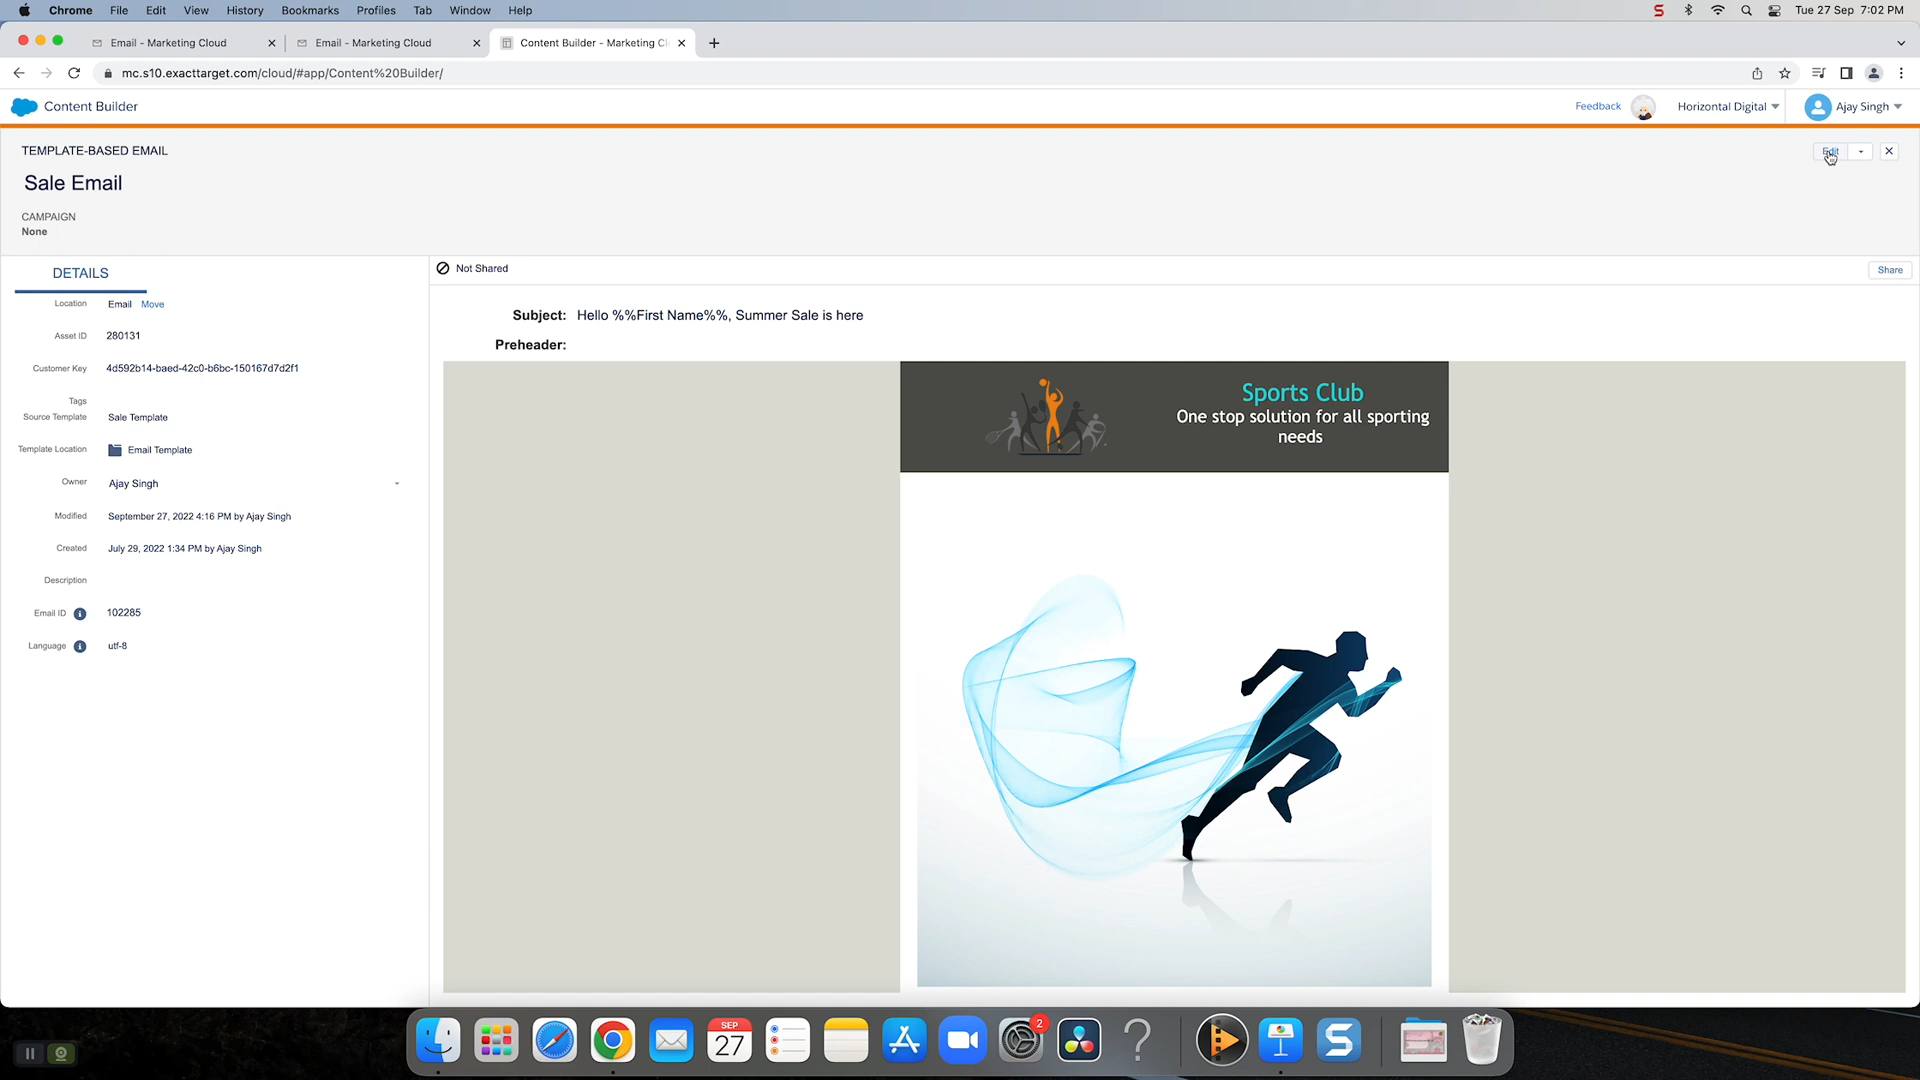 Chrome File Edit View History Bookmarks Profiles Tab Window Help
S Tue 27 Sep 7:02 PM
Email - Marketing Cloud
Email - Marketing Cloud
Content Builder - Marketing Cl
mc.s10.exacttarget.com/cloud/#app/Content%20Builder/
Content Builder
Feedback
Horizontal Digital
Ajay Singh
TEMPLATE-BASED EMAIL
Edit
Sale Email
CAMPAIGN
None
DETAILS
Not Shared
Share
Location Email Move
Asset ID 280131
Customer Key 4d592b14-baed-42c0-b6bc-150167d7d2f1
Tags
Source Template Sale Template
Template Location Email Template
Owner Ajay Singh
Modified September 27, 2022 4:16 PM by Ajay Singh
Created July 29, 2022 1:34 PM by Ajay Singh
Description
Email ID 102285
Language utf-8
Subject: Hello %%First Name%%, Summer Sale is here
Preheader:
Sports Club
One stop solution for all sporting
needs
SEP
27
2